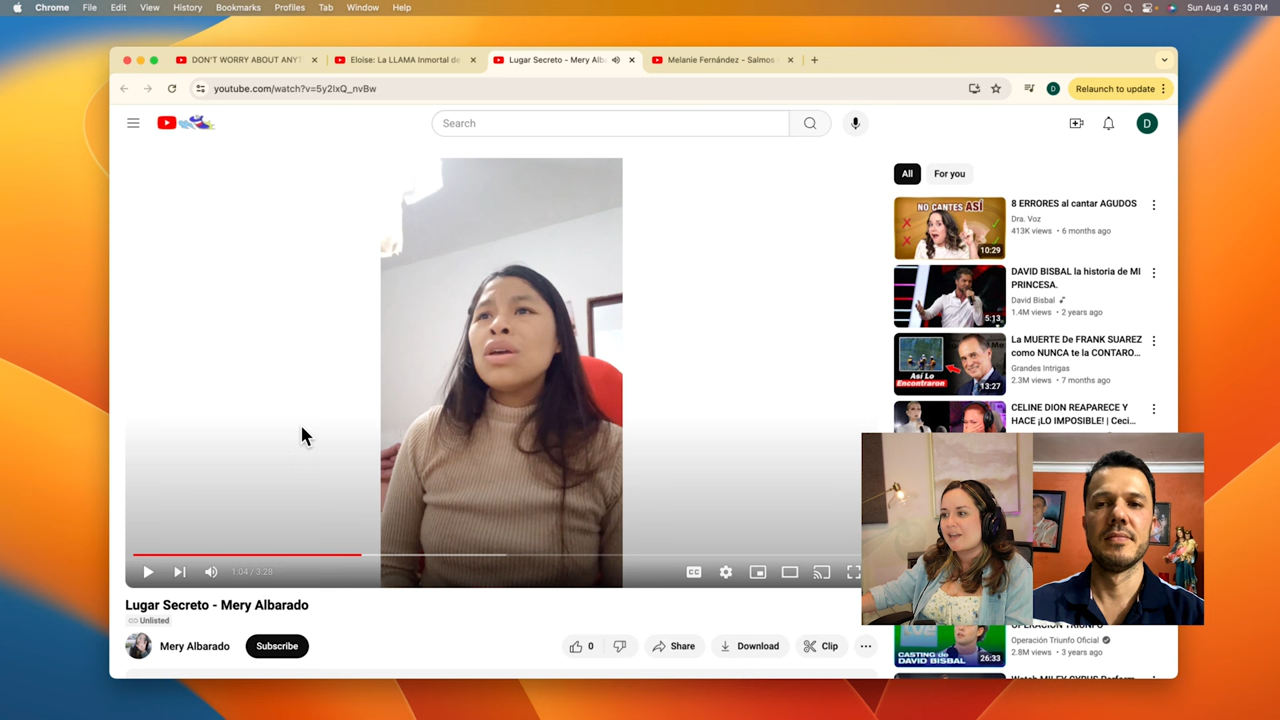 Chrome File Edit View History Bookmarks Profiles Tab Window Help Sun Aug 4 6:30 PM
DON'T WORRY ABOUT ANY Eloise: La LLAMA Inmortal de Lugar Secreto - Mery Alb Melanie Fernández - Salmos
youtube.com/watch?v=5y2lxQ_nvBw Relaunch to update
Search
D
All For you
NO CANTES ASÍ
10:29
8 ERRORES al cantar AGUDOS
Dra. Voz
413K views • 6 months ago
5:13
DAVID BISBAL la historia de MI
PRINCESA.
David Bisbal
1.4M views • 2 years ago
Así Lo
Encontraron
13:27
La MUERTE De FRANK SUAREZ
como NUNCA te la CONTARO...
Grandes Intrigas
2.3M views • 7 months ago
CELINE DION REAPARECE Y
HACE ¡LO IMPOSIBLE! | Ceci...
1:04 / 3:28
CC
Lugar Secreto - Mery Albarado
Unlisted
Mery Albarado
Subscribe
0 Share Download Clip
CASTING de
DAVID BISBAL
26:33
OPERACIÓN TRIUNFO
Operación Triunfo Oficial
2.8M views • 3 years ago
Watch MILEY CYRUS Perform